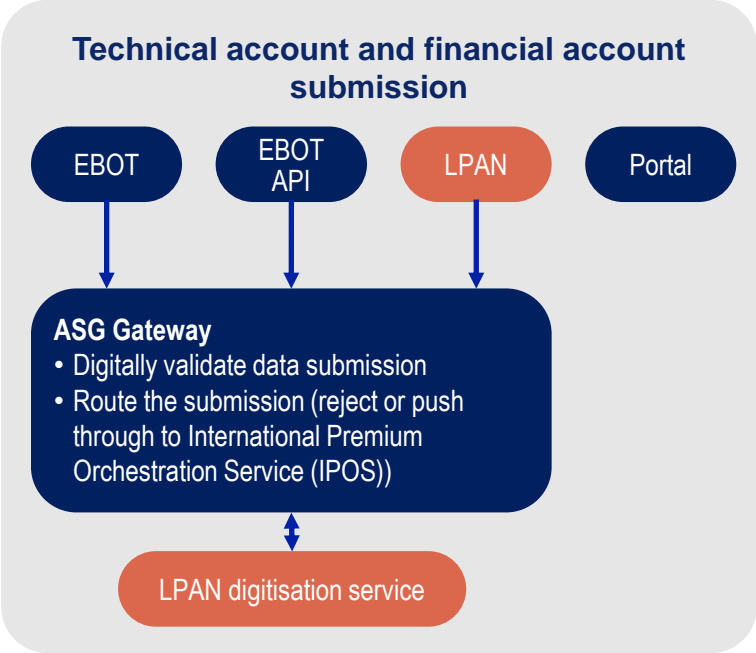 Technical account and financial account
submission
EBOT
EBOT
API
LPAN
Portal
ASG Gateway
• Digitally validate data submission
• Route the submission (reject or push
through to International Premium
Orchestration Service (IPOS))
LPAN digitisation service